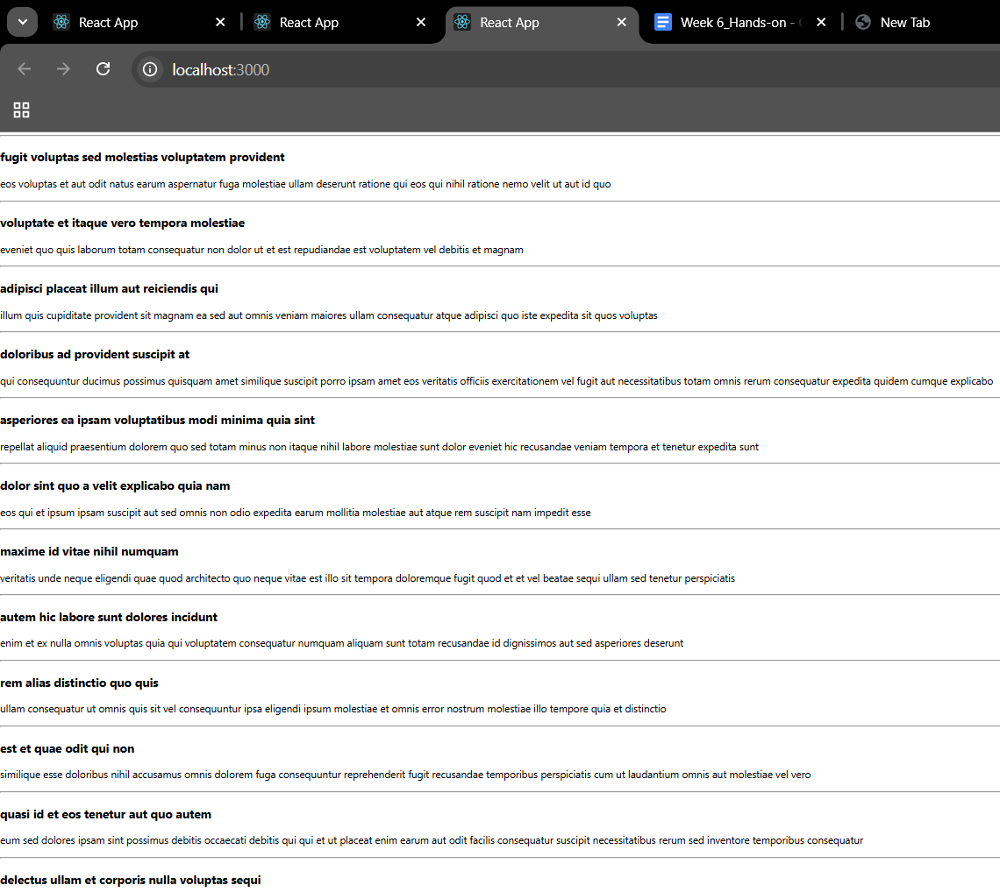 React App
React App
React App
Week 6_Hands-on -
New Tab
localhost:3000
fugit voluptas sed molestias voluptatem provident
eos voluptas et aut odit natus earum aspernatur fuga molestiae ullam deserunt ratione qui eos qui nihil ratione nemo velit ut aut id quo
voluptate et itaque vero tempora molestiae
eveniet quo quis laborum totam consequatur non dolor ut et est repudiandae est voluptatem vel debitis et magnam
adipisci placeat illum aut reiciendis qui
illum quis cupiditate provident sit magnam ea sed aut omnis veniam maiores ullam consequatur atque adipisci quo iste expedita sit quos voluptas
doloribus ad provident suscipit at
qui consequuntur ducimus possimus quisquam amet similique suscipit porro ipsam amet eos veritatis officiis exercitationem vel fugit aut necessitatibus totam omnis rerum consequatur expedita quidem cumque explicabo
asperiores ea ipsam voluptatibus modi minima quia sint
repellat aliquid praesentium dolorem quo sed totam minus non itaque nihil labore molestiae sunt dolor eveniet hic recusandae veniam tempora et tenetur expedita sunt
dolor sint quo a velit explicabo quia nam
eos qui et ipsum ipsam suscipit aut sed omnis non odio expedita earum mollitia molestiae aut atque rem suscipit nam impedit esse
maxime id vitae nihil numquam
veritatis unde neque eligendi quae quod architecto quo neque vitae est illo sit tempora doloremque fugit quod et et vel beatae sequi ullam sed tenetur perspiciatis
autem hic labore sunt dolores incidunt
enim et ex nulla omnis voluptas quia qui voluptatem consequatur numquam aliquam sunt totam recusandae id dignissimos aut sed asperiores deserunt
rem alias distinctio quo quis
ullam consequatur ut omnis quis sit vel consequuntur ipsa eligendi ipsum molestiae et omnis error nostrum molestiae illo tempore quia et distinctio
est et quae odit qui non
similique esse doloribus nihil accusamus omnis dolorem fuga consequuntur reprehenderit fugit recusandae temporibus perspiciatis cum ut laudantium omnis aut molestiae vel vero
quasi id et eos tenetur aut quo autem
eum sed dolores ipsam sint possimus debitis occaecati debitis qui qui et ut placeat enim earum aut odit facilis consequatur suscipit necessitatibus rerum sed inventore temporibus consequatur
delectus ullam et corporis nulla voluptas sequi